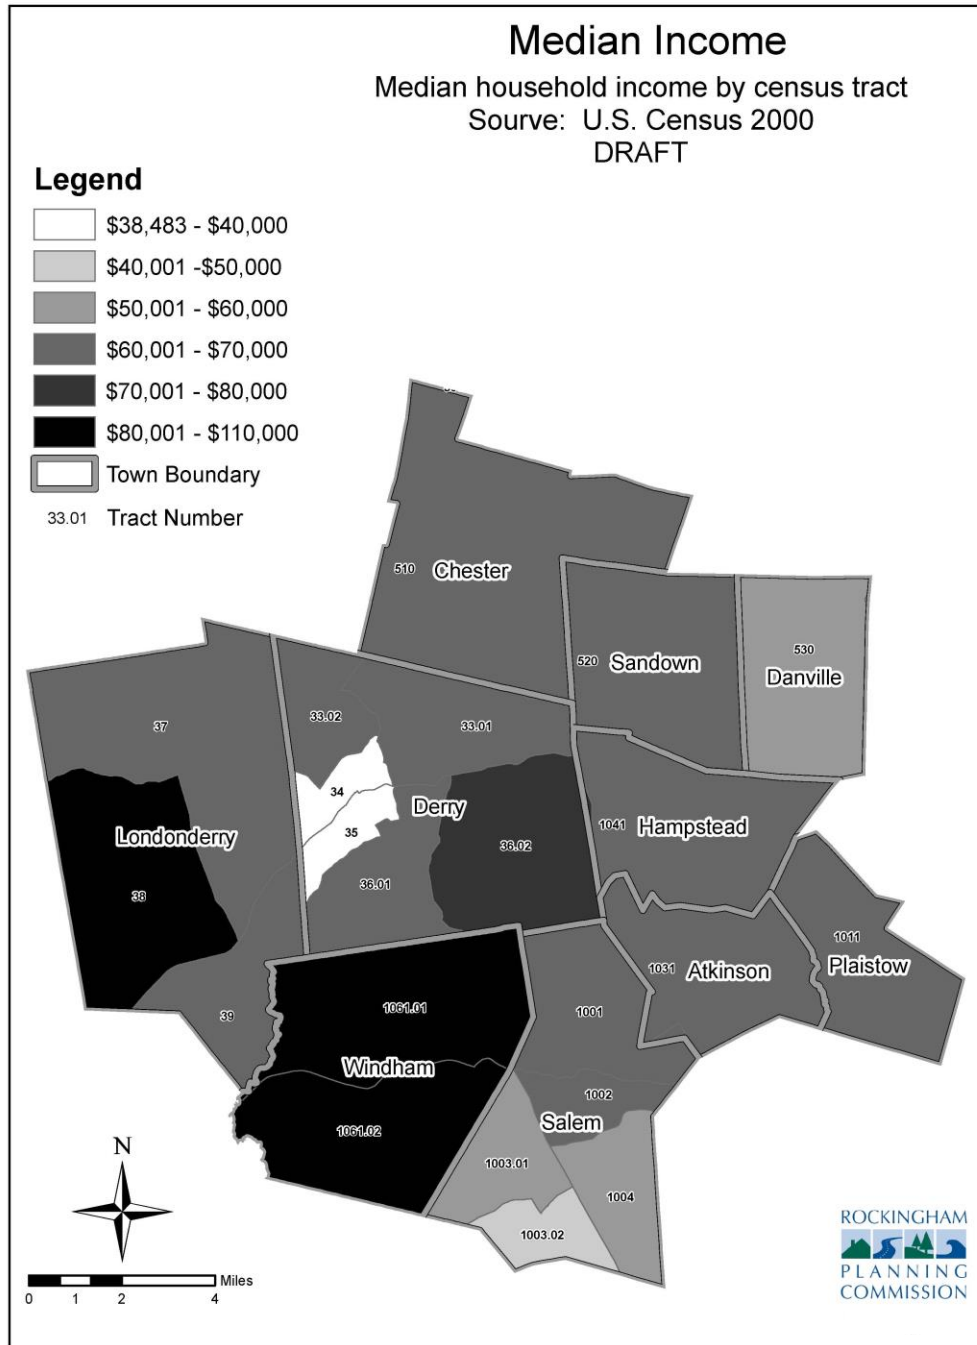 Median Income
Median household income by census tract
Sourve: U.S. Census 2000
DRAFT
Legend
$38,483 - $40,000
$40,001 -$50,000
$50,001 - $60,000
$60,001 - $70,000
$70,001 - $80,000
$80,001 - $110,000
Town Boundary
33.01 Tract Number
510 Chester
520 Sandown
530
Danville
37
33.02
33.01
34
Derry
35
Londonderry
36.02
1041 Hampstead
36.01
38
1011
Plaistow
1031 Atkinson
39
1061.01
1001
Windham
1002
Salem
1061.02
1003.01
1004
1003.02
N
Miles
0 1 2 4
ROCKINGHAM
PLANNING
COMMISSION